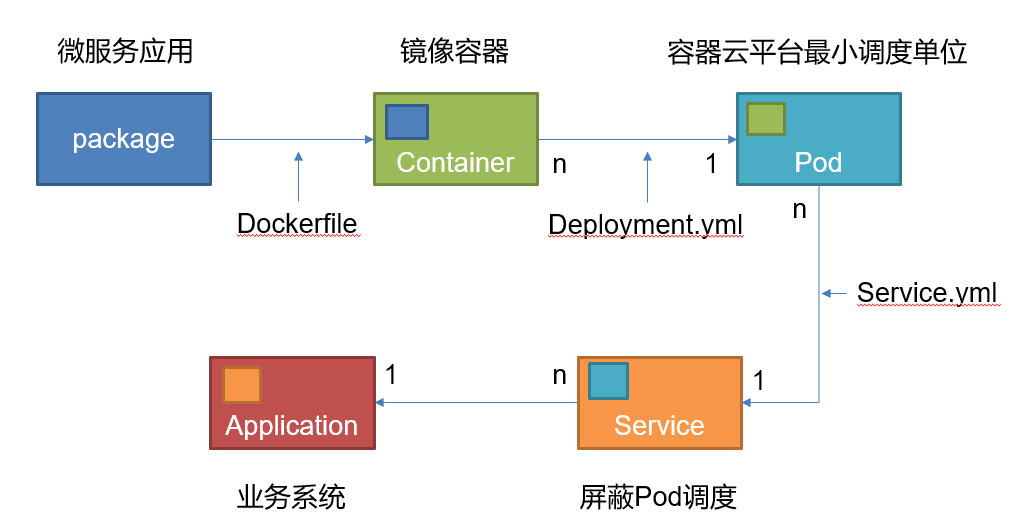 微服务应用
镜像容器
容器云平台最小调度单位
package
Container
Pod
n
1
n
Dockerfile
Deployment.yml
Service.yml
1
n
1
Application
Service
业务系统
屏蔽Pod调度